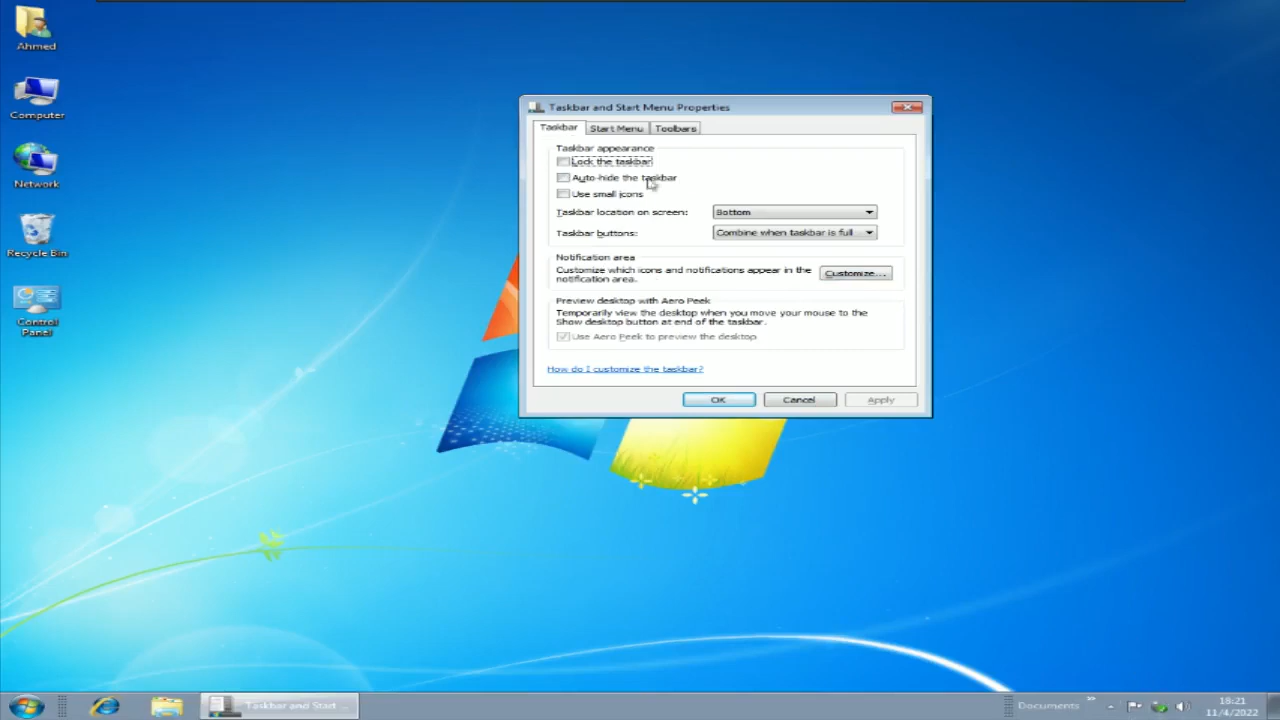 Ahmed
Computer
Network
Recycle Bin
Control
Panel
Taskbar and Start Menu Properties
Taskbar
Start Menu
Toolbars
Taskbar appearance
Lock the taskbar
Auto-hide the taskbar
Use small icons
Taskbar location on screen:
Bottom
Taskbar buttons:
Combine when taskbar is full
Notification area
Customize which icons and notifications appear in the
notification area.
Customize...
Preview desktop with Aero Peek
Temporarily view the desktop when you move your mouse to the
Show desktop button at end of the taskbar.
Use Aero Peek to preview the desktop
How do I customize the taskbar?
OK
Cancel
Apply
Taskbar and Start ...
Documents
18:21
11/4/2022